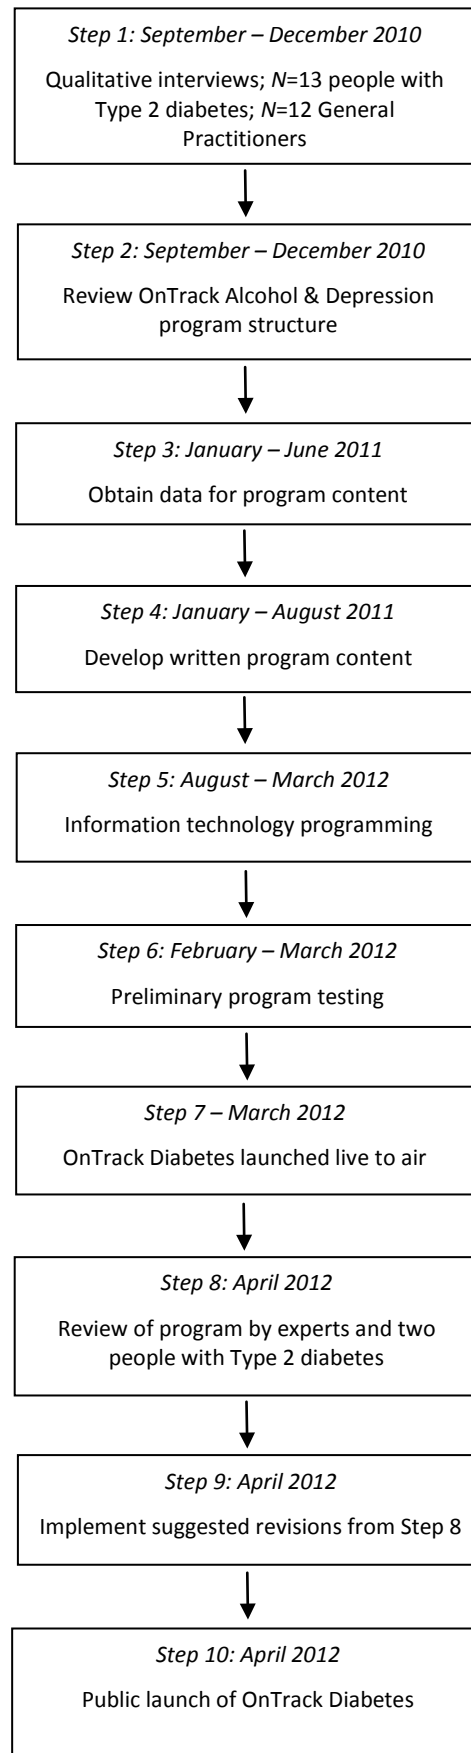 Step 1: September – December 2010
Qualitative interviews; N=13 people with
Type 2 diabetes; N=12 General
Practitioners
Step 2: September – December 2010
Review OnTrack Alcohol & Depression
program structure
Step 3: January – June 2011
Obtain data for program content
Step 4: January – August 2011
Develop written program content
Step 5: August – March 2012
Information technology programming
Step 6: February – March 2012
Preliminary program testing
Step 7 – March 2012
OnTrack Diabetes launched live to air
Step 8: April 2012
Review of program by experts and two
people with Type 2 diabetes
Step 9: April 2012
Implement suggested revisions from Step 8
Step 10: April 2012
Public launch of OnTrack Diabetes